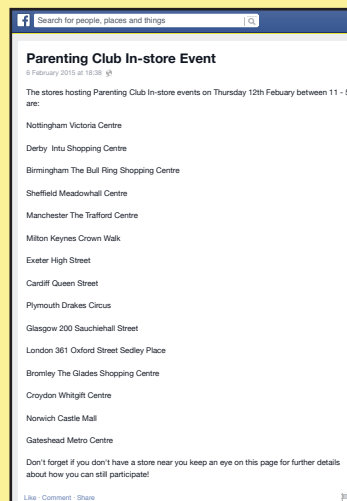 f
Search for people, places and things
Parenting Club In-store Event
6 February 2015 at 18:38
The stores hosting Parenting Club In-store events on Thursday 12th Febuary between 11 - 5
are:
Nottingham Victoria Centre
Derby Intu Shopping Centre
Birmingham The Bull Ring Shopping Centre
Sheffield Meadowhall Centre
Manchester The Trafford Centre
Milton Keynes Crown Walk
Exeter High Street
Cardiff Queen Street
Plymouth Drakes Circus
Glasgow 200 Sauchiehall Street
London 361 Oxford Street Sedley Place
Bromley The Glades Shopping Centre
Croydon Whitgift Centre
Norwich Castle Mall
Gateshead Metro Centre
Don't forget if you don't have a store near you keep an eye on this page for further details
about how you can still participate!
Like · Comment · Share